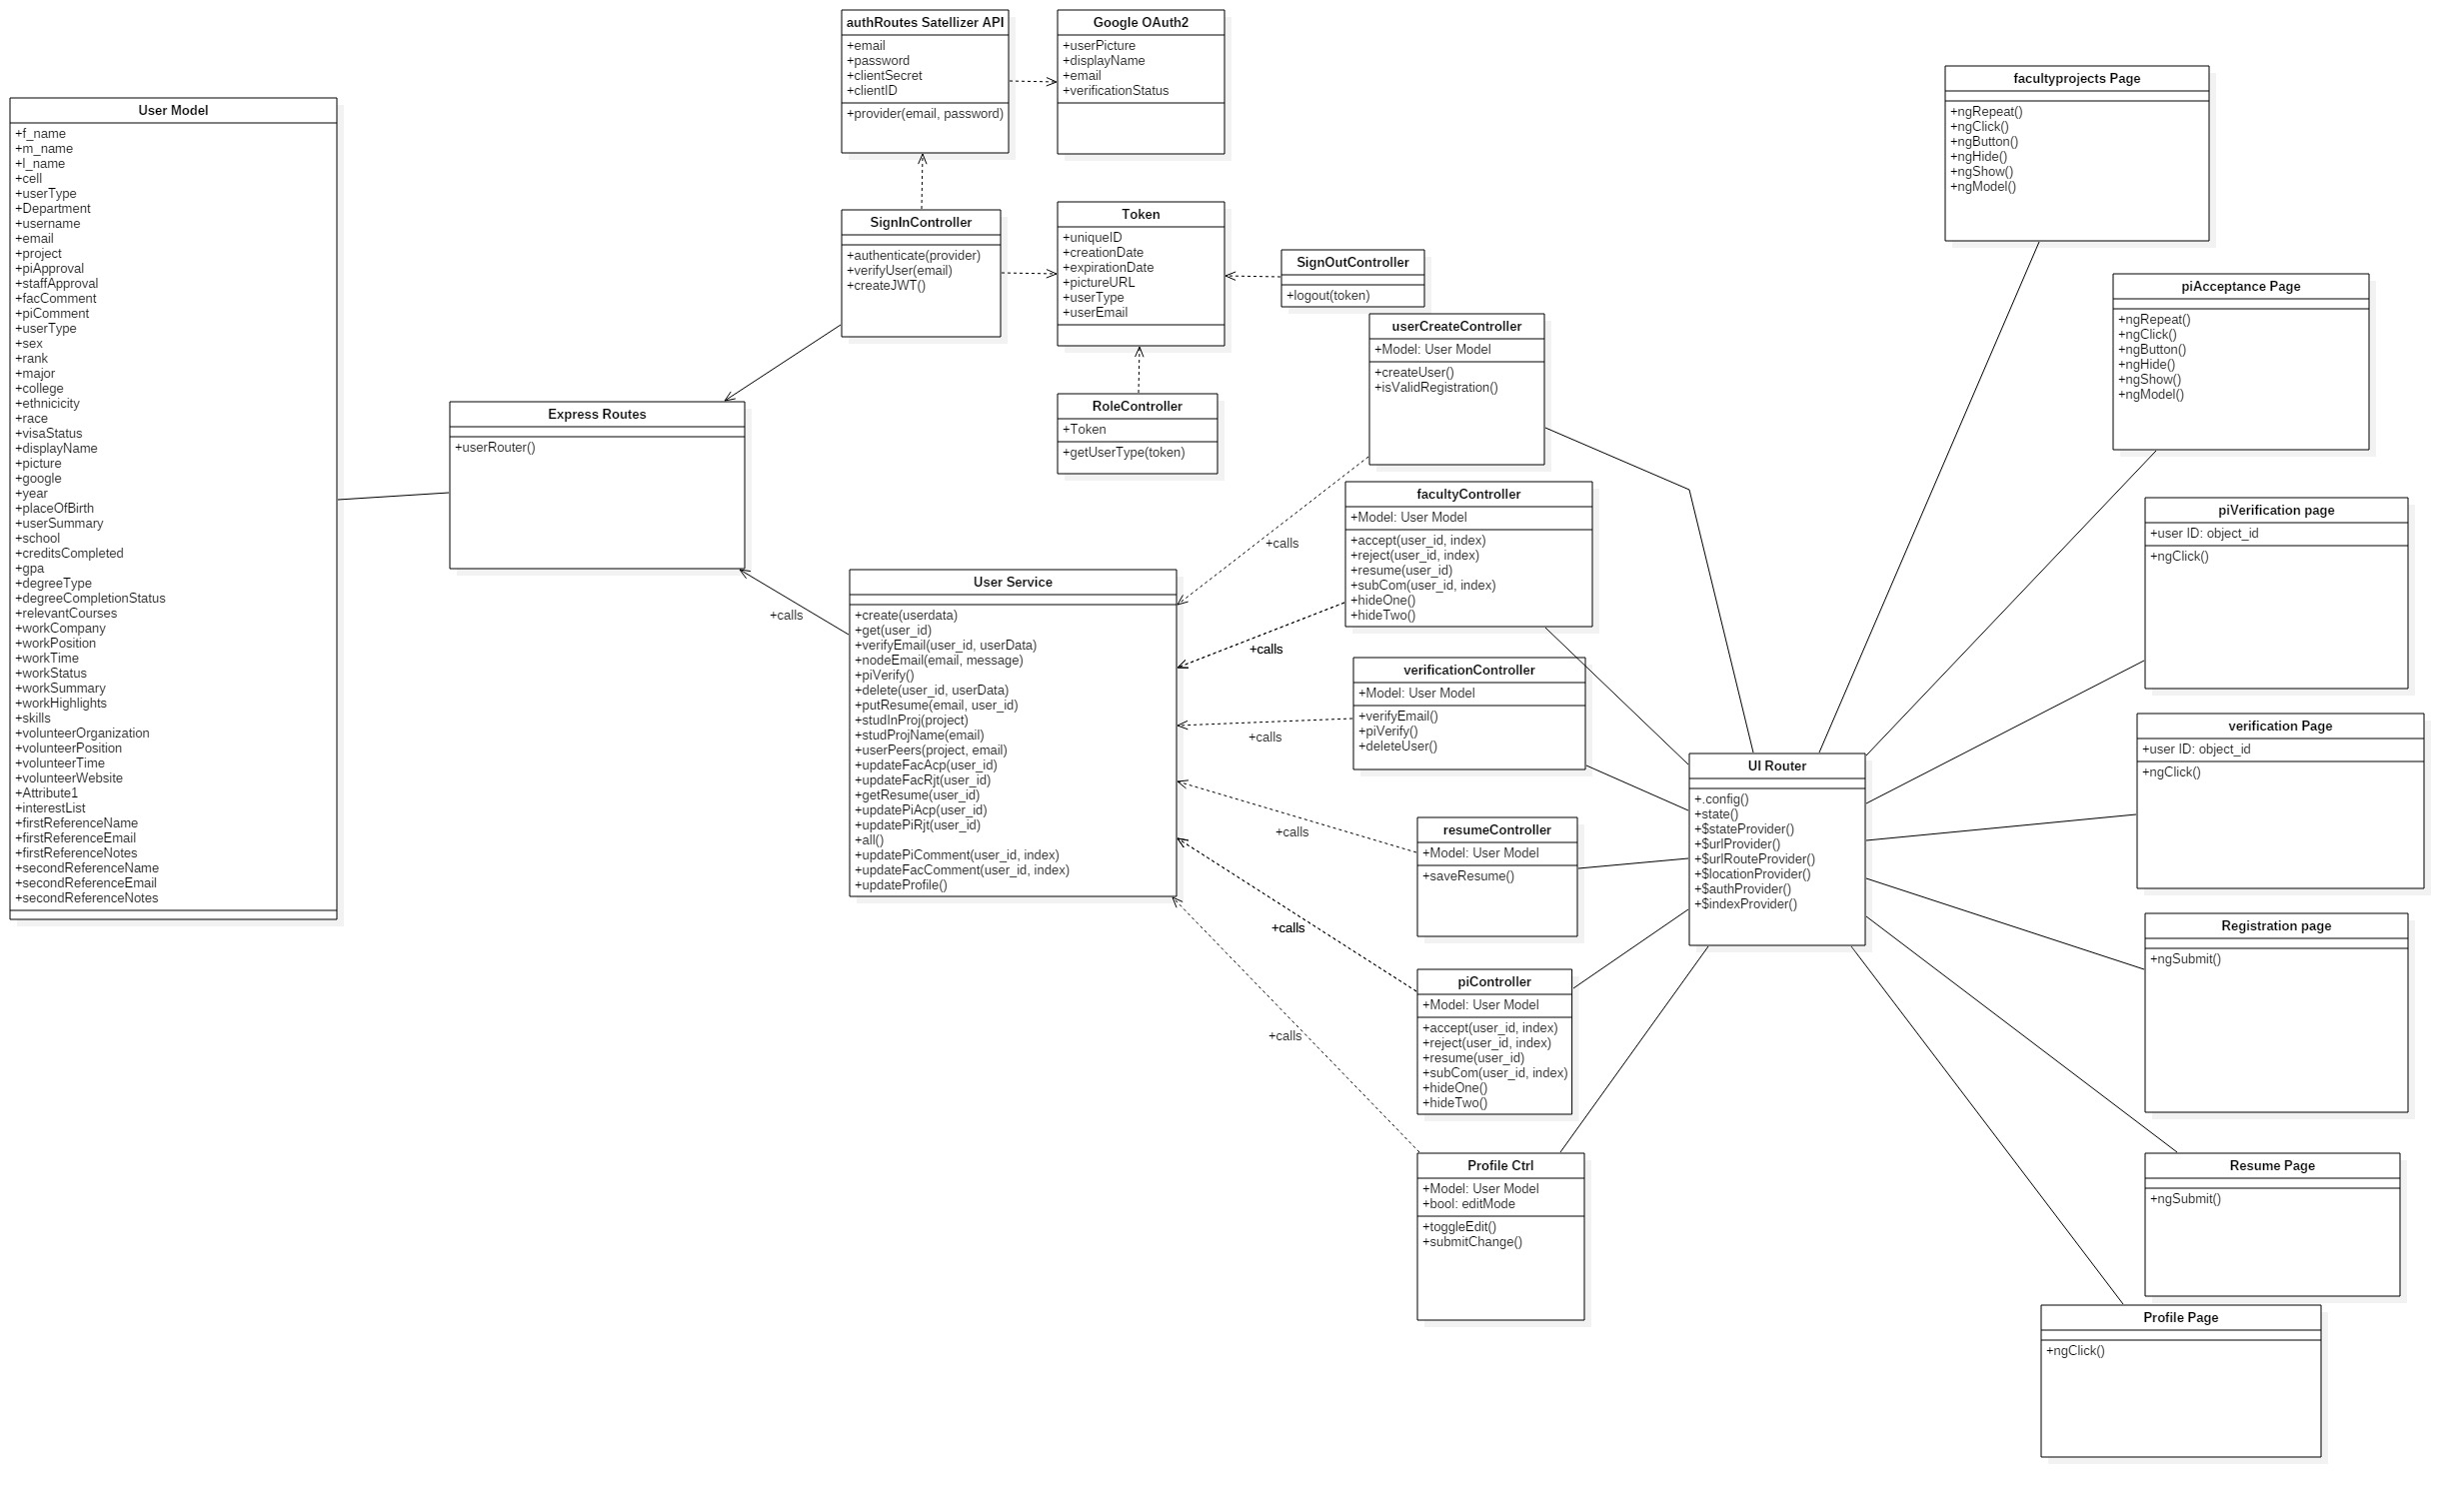 User Model
+f_name
+m_name
+l_name
+cell
+userType
+Department
+username
+email
+project
+piApproval
+staffApproval
+facComment
+piComment
+userType
+sex
+rank
+major
+college
+ethnicicity
+race
+visaStatus
+displayName
+picture
+google
+year
+placeOfBirth
+userSummary
+school
+creditsCompleted
+gpa
+degreeType
+degreeCompletionStatus
+relevantCourses
+workCompany
+workPosition
+workTime
+workStatus
+workSummary
+workHighlights
+skills
+volunteerOrganization
+volunteerPosition
+volunteerTime
+volunteerWebsite
+Attribute1
+interestList
+firstReferenceName
+firstReferenceEmail
+firstReferenceNotes
+secondReferenceName
+secondReferenceEmail
+secondReferenceNotes
Express Routes
+userRouter()
+calls
authRoutes Satellizer API
+email
+password
+clientSecret
+clientID
+provider(email, password)
Google OAuth2
+userPicture
+displayName
+email
+verificationStatus
SignInController
+authenticate(provider)
+verifyUser(email)
+createJWT()
Token
+uniqueID
+creationDate
+expirationDate
+pictureURL
+userType
+userEmail
SignOutController
+logout(token)
RoleController
+Token
+getUserType(token)
User Service
+create(userdata)
+get(user_id)
+verifyEmail(user_id, userData)
+nodeEmail(email, message)
+piVerify()
+delete(user_id, userData)
+putResume(email, user_id)
+studInProj(project)
+studProjName(email)
+userPeers(project, email)
+updateFacAcp(user_id)
+updateFacRjt(user_id)
+getResume(user_id)
+updatePiAcp(user_id)
+updatePiRjt(user_id)
+all()
+updatePiComment(user_id, index)
+updateFacComment(user_id, index)
+updateProfile()
+calls
+calls
+calls
+calls
+calls
+calls
userCreateController
+Model: User Model
+createUser()
+isValidRegistration()
facultyController
+Model: User Model
+accept(user_id, index)
+reject(user_id, index)
+resume(user_id)
+subCom(user_id, index)
+hideOne()
+hideTwo()
verificationController
+Model: User Model
+verifyEmail()
+piVerify()
+deleteUser()
resumeController
+Model: User Model
+saveResume()
piController
+Model: User Model
+accept(user_id, index)
+reject(user_id, index)
+resume(user_id)
+subCom(user_id, index)
+hideOne()
+hideTwo()
Profile Ctrl
+Model: User Model
+bool: editMode
+toggleEdit()
+submitChange()
UI Router
+.config()
+state()
+$stateProvider()
+$urlProvider()
+$urlRouteProvider()
+$locationProvider()
+$authProvider()
+$indexProvider()
facultyprojects Page
+ngRepeat()
+ngClick()
+ngButton()
+ngHide()
+ngShow()
+ngModel()
piAcceptance Page
+ngRepeat()
+ngClick()
+ngButton()
+ngHide()
+ngShow()
+ngModel()
piVerification page
+user ID: object_id
+ngClick()
verification Page
+user ID: object_id
+ngClick()
Registration page
+ngSubmit()
Resume Page
+ngSubmit()
Profile Page
+ngClick()